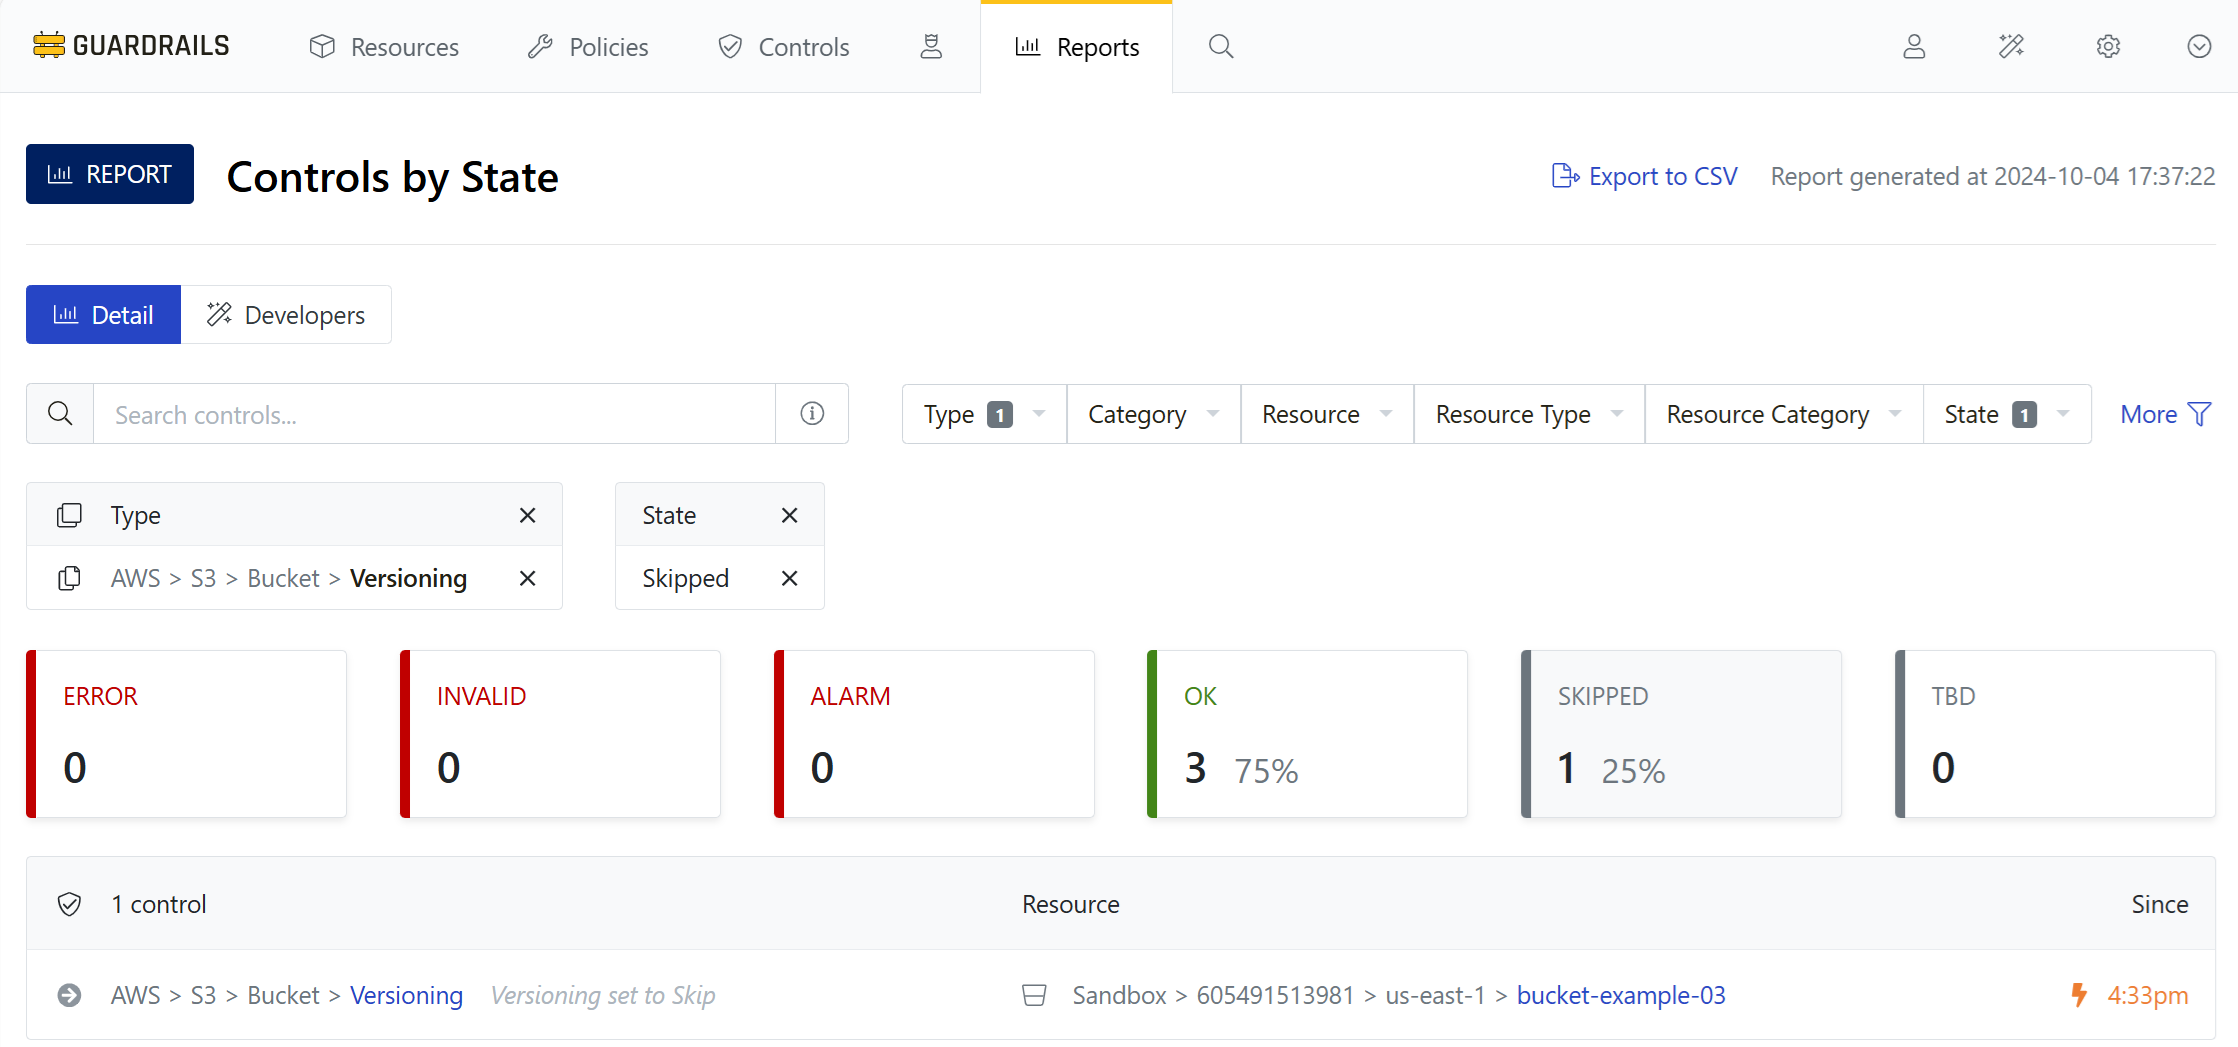 GUARDRAILS Resources Policies Controls Reports
REPORT Controls by State Export to CSV Report generated at 2024-10-04 17:37:22
Detail Developers
Search controls... Type 1 Category Resource Resource Type Resource Category State 1 More
Type State
AWS > S3 > Bucket > Versioning Skipped
ERROR INVALID ALARM OK SKIPPED TBD
0 0 0 3 75% 1 25% 0
1 control Resource Since
AWS > S3 > Bucket > Versioning Versioning set to Skip Sandbox > 605491513981 > us-east-1 > bucket-example-03 4:33pm